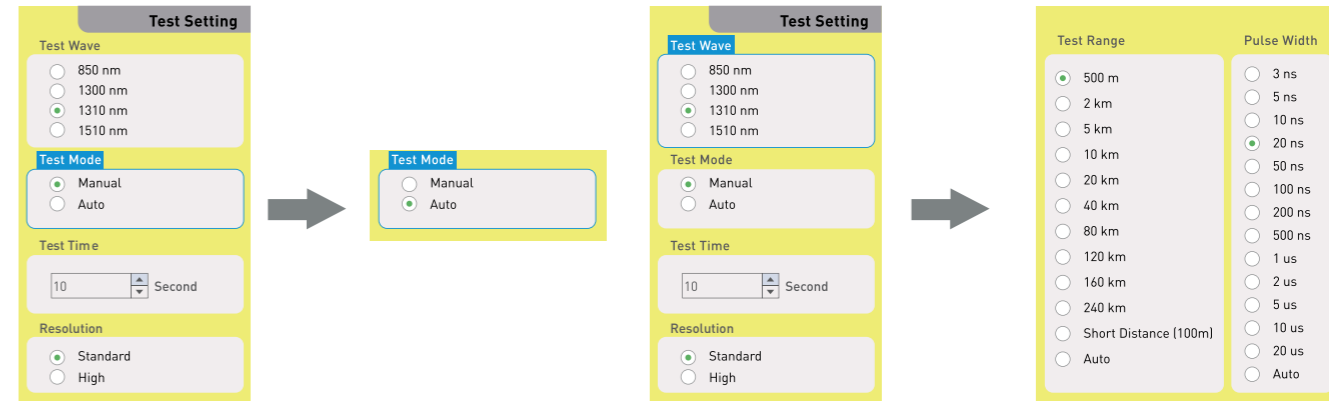 Test Setting
Test Wave
850 nm
1300 nm
1310 nm
1510 nm
Test Mode
Manual
Auto
Test Time
10 Second
Resolution
Standard
High
Test Mode
Manual
Auto
Test Setting
Test Wave
850 nm
1300 nm
1310 nm
1510 nm
Test Mode
Manual
Auto
Test Time
10 Second
Resolution
Standard
High
Test Range
500 m
2 km
5 km
10 km
20 km
40 km
80 km
120 km
160 km
240 km
Short Distance (100m)
Auto
Pulse Width
3 ns
5 ns
10 ns
20 ns
50 ns
100 ns
200 ns
500 ns
1 us
2 us
5 us
10 us
20 us
Auto